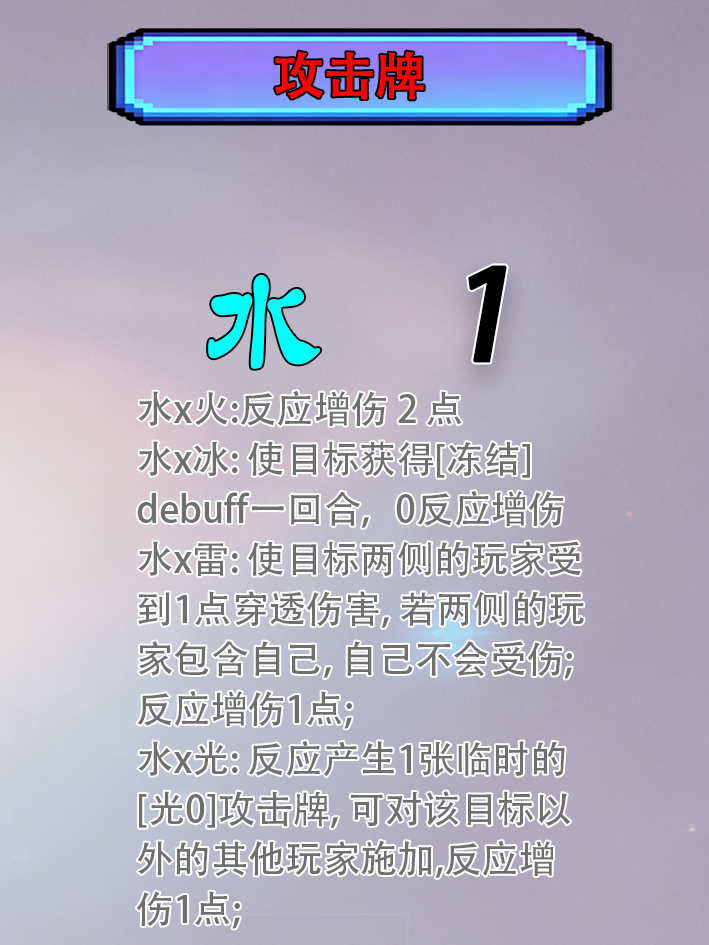 攻击牌
水 1
水x火:反应增伤 2 点
水x冰: 使目标获得[冻结]
debuff一回合, 0反应增伤
水x雷: 使目标两侧的玩家受
到1点穿透伤害, 若两侧的玩
家包含自己, 自己不会受伤;
反应增伤1点;
水x光: 反应产生1张临时的
[光0]攻击牌, 可对该目标以
外的其他玩家施加,反应增
伤1点;